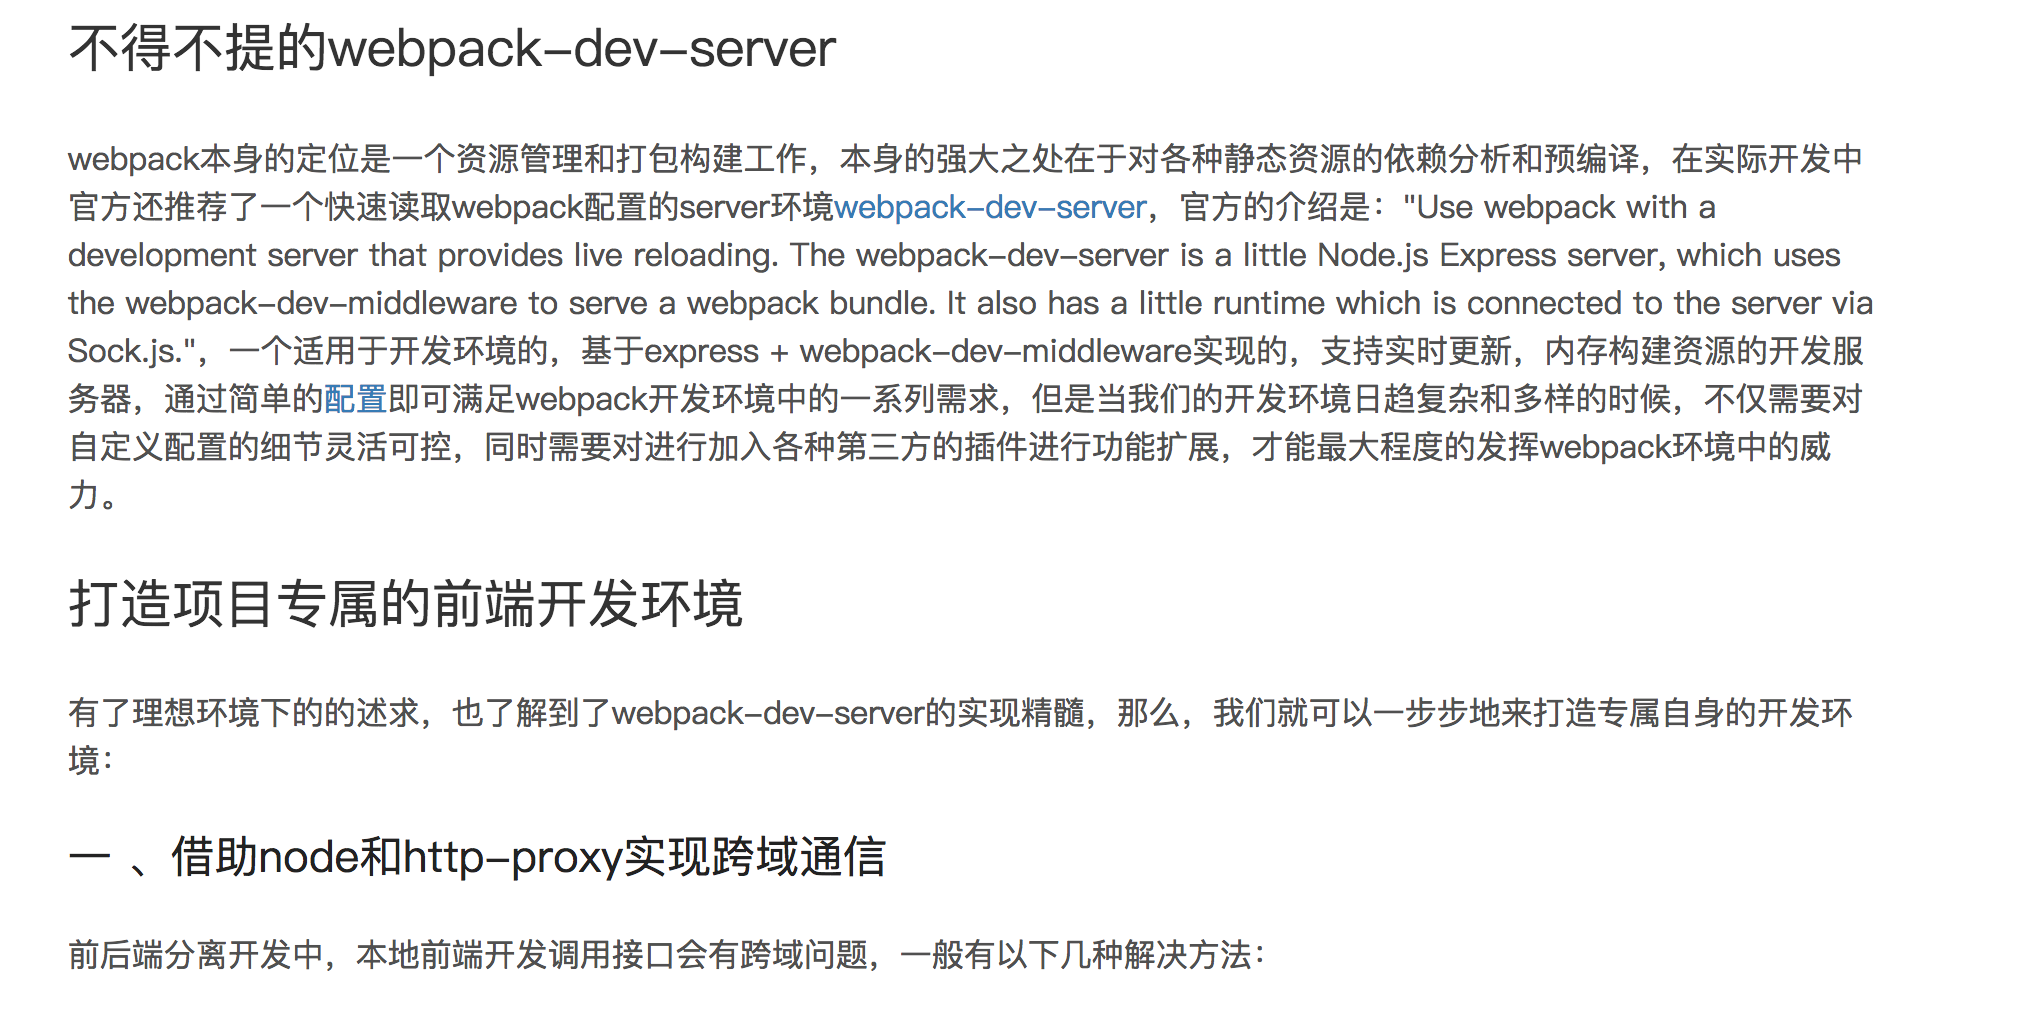 不得不提的webpack-dev-server
webpack本身的定位是一个资源管理和打包构建工作，本身的强大之处在于对各种静态资源的依赖分析和预编译，在实际开发中
官方还推荐了一个快速读取webpack配置的server环境webpack-dev-server，官方的介绍是："Use webpack with a
development server that provides live reloading. The webpack-dev-server is a little Node.js Express server, which uses
the webpack-dev-middleware to serve a webpack bundle. It also has a little runtime which is connected to the server via
Sock.js."，一个适用于开发环境的，基于express + webpack-dev-middleware实现的，支持实时更新，内存构建资源的开发服
务器，通过简单的配置即可满足webpack开发环境中的一系列需求，但是当我们的开发环境日趋复杂和多样的时候，不仅需要对
自定义配置的细节灵活可控，同时需要对进行加入各种第三方的插件进行功能扩展，才能最大程度的发挥webpack环境中的威
力。
打造项目专属的前端开发环境
有了理想环境下的的述求，也了解到了webpack-dev-server的实现精髓，那么，我们就可以一步步地来打造专属自身的开发环
境：
一 、借助node和http-proxy实现跨域通信
前后端分离开发中，本地前端开发调用接口会有跨域问题，一般有以下几种解决方法：